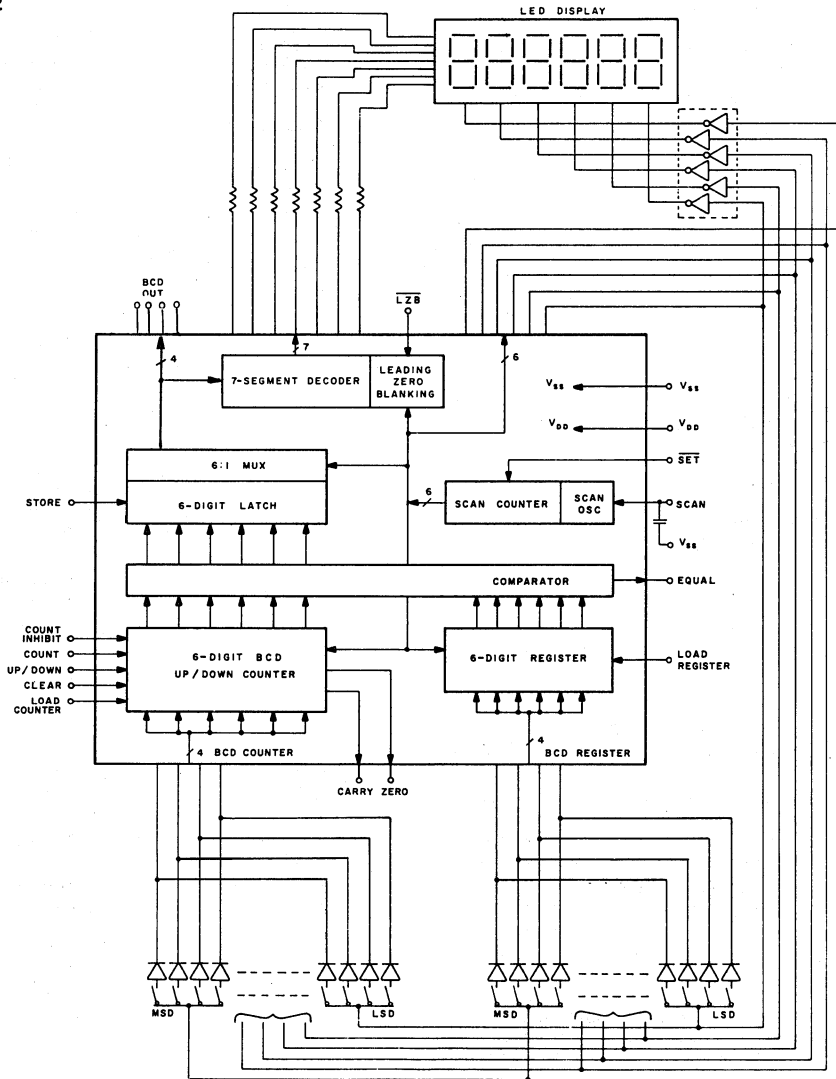 LED DISPLAY
BCD
OUT
LZB
4
7
6
7-SEGMENT DECODER
LEADING
ZERO
BLANKING
VSS
VSS
VDD
VDD
SET
6:1 MUX
6-DIGIT LATCH
STORE
6
SCAN COUNTER
SCAN
OSC
SCAN
VSS
COMPARATOR
EQUAL
COUNT
INHIBIT
COUNT
UP/DOWN
CLEAR
LOAD
COUNTER
6-DIGIT BCD
UP/DOWN COUNTER
6-DIGIT REGISTER
LOAD
REGISTER
4
BCD COUNTER
4
BCD REGISTER
CARRY
ZERO
MSD
LSD
MSD
LSD